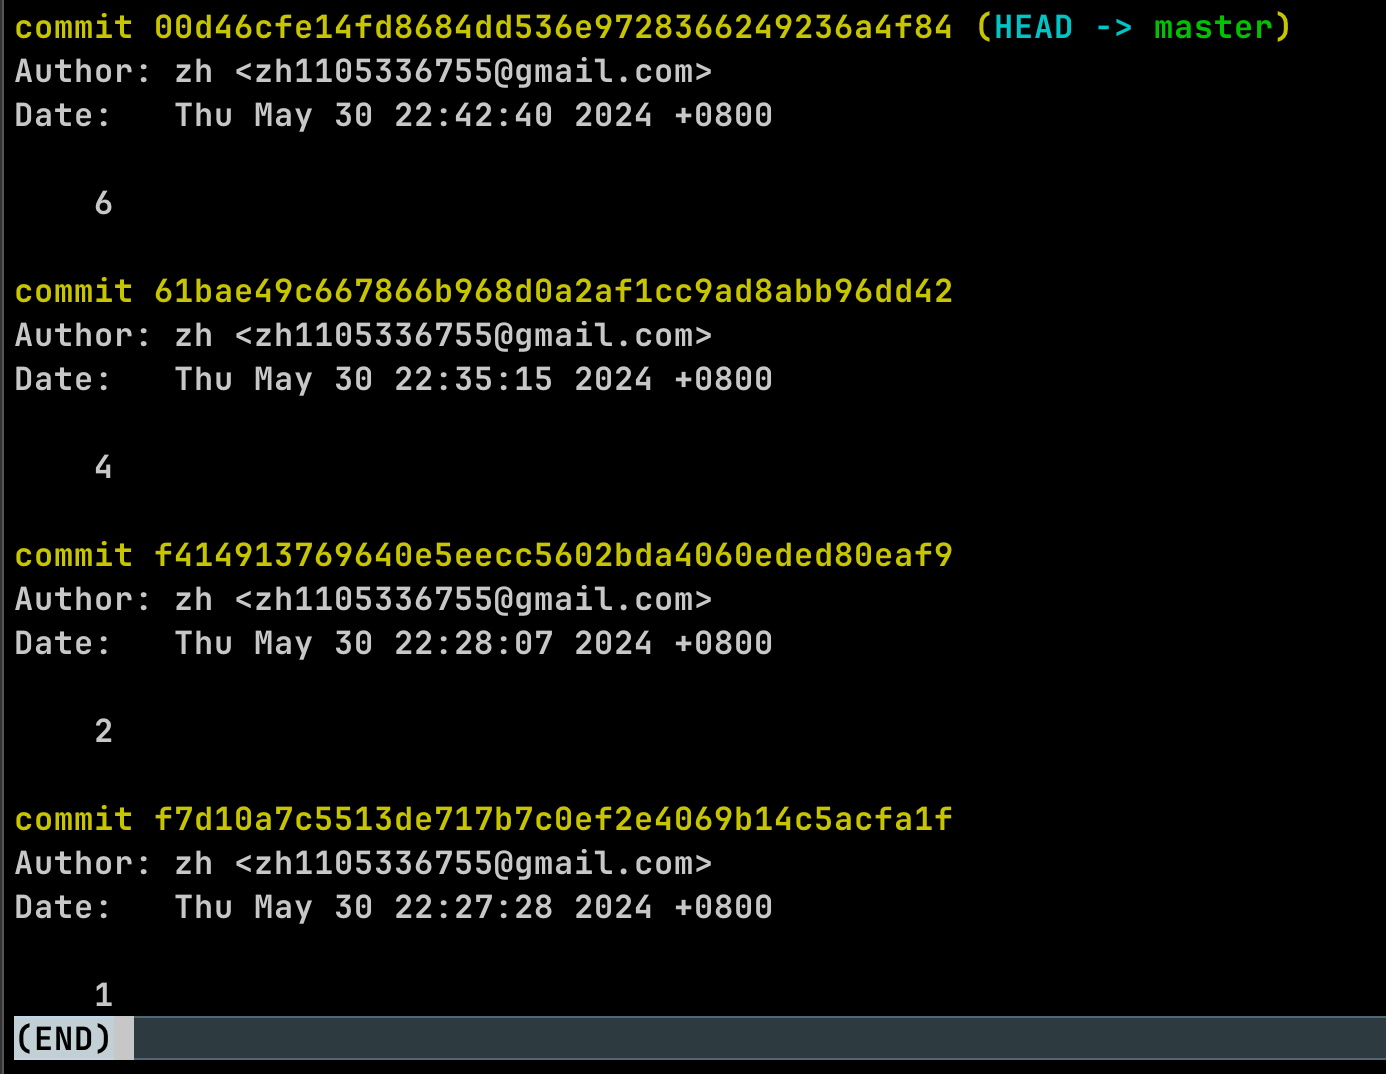 commit 00d46cfe14fd8684dd536e9728366249236a4f84 (HEAD -> master)
Author: zh <zh1105336755@gmail.com>
Date:   Thu May 30 22:42:40 2024 +0800
6
commit 61bae49c667866b968d0a2af1cc9ad8abb96dd42
Author: zh <zh1105336755@gmail.com>
Date:   Thu May 30 22:35:15 2024 +0800
4
commit f414913769640e5eecc5602bda4060eded80eaf9
Author: zh <zh1105336755@gmail.com>
Date:   Thu May 30 22:28:07 2024 +0800
2
commit f7d10a7c5513de717b7c0ef2e4069b14c5acfa1f
Author: zh <zh1105336755@gmail.com>
Date:   Thu May 30 22:27:28 2024 +0800
1
(END)